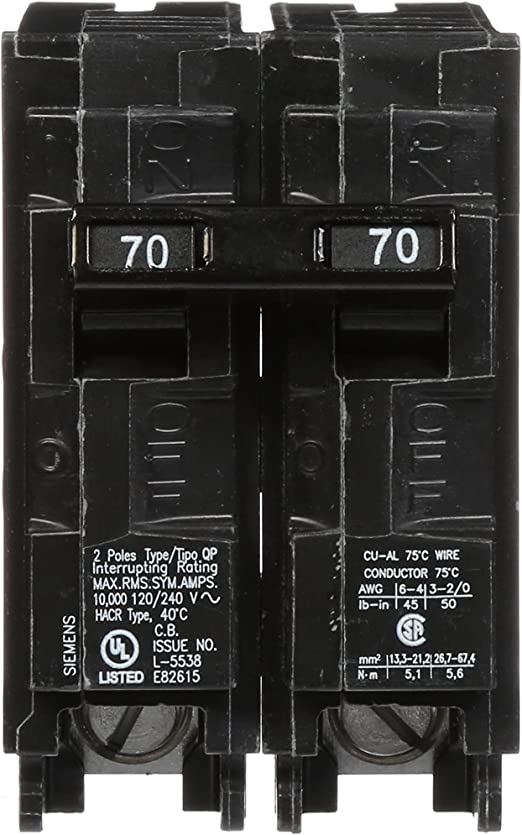 ON
ON
70
70
OFF
OFF
O
O
2 Poles Type/Tipo QP
Interrupting Rating
MAX.RMS.SYM.AMPS.
10,000 120/240 V~
HACR Type, 40°C
C.B.
ISSUE NO.
L-5538
E82615
UL
LISTED
SIEMENS
CU-AL 75°C WIRE
CONDUCTOR 75°C
AWG 6-4 3-2/0
lb-in 45 50
SA
mm² 13,3-21,2 26,7-67,4
N·m 5,1 5,6